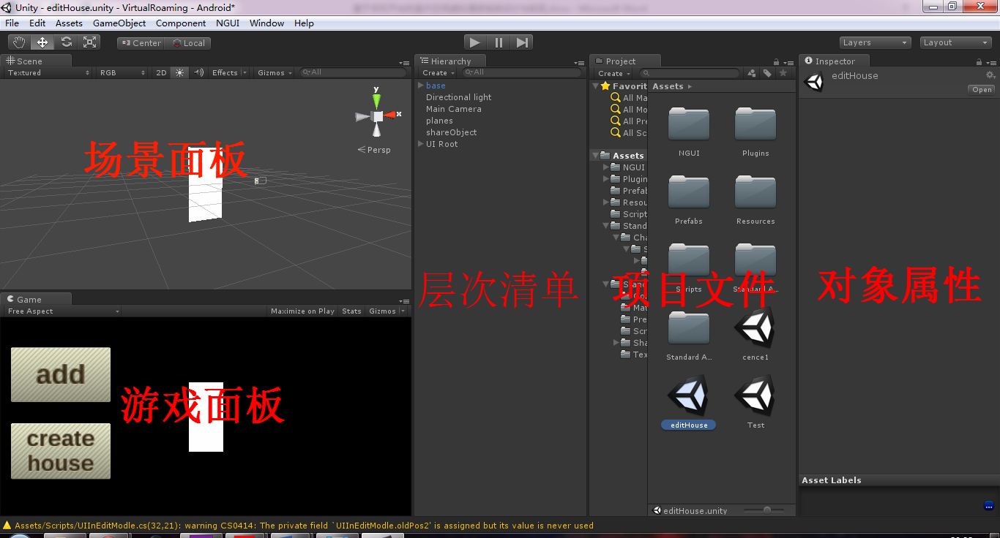 Unity - editHouse.unity - VirtualRoaming - Android*
File Edit Assets GameObject Component NGUI Window Help
Center Local
Layers Layout
Scene
Textured RGB 2D Effects Gizmos All
y
x
Persp
场景面板
Game
Free Aspect Maximize on Play Stats Gizmos
add
create
house
游戏面板
Hierarchy
Create All
base
Directional light
Main Camera
planes
shareObject
UI Root
层次清单
Project
Create
Favorit
All Ma
All Mo
All Pre
All Sc
Assets
NGUI
Plugin
Prefab
Resou
Script
Stand
Cha
S
Mat
Pre
Scr
Sha
Tex
Assets
NGUI Plugins
Prefabs Resources
Scripts Standard A...
项目文件
Standard A... cence1
editHouse Test
editHouse.unity
Inspector
editHouse
Open
对象属性
Asset Labels
Assets/Scripts/UIInEditModle.cs(32,21): warning CS0414: The private field `UIInEditModle.oldPos2' is assigned but its value is never used